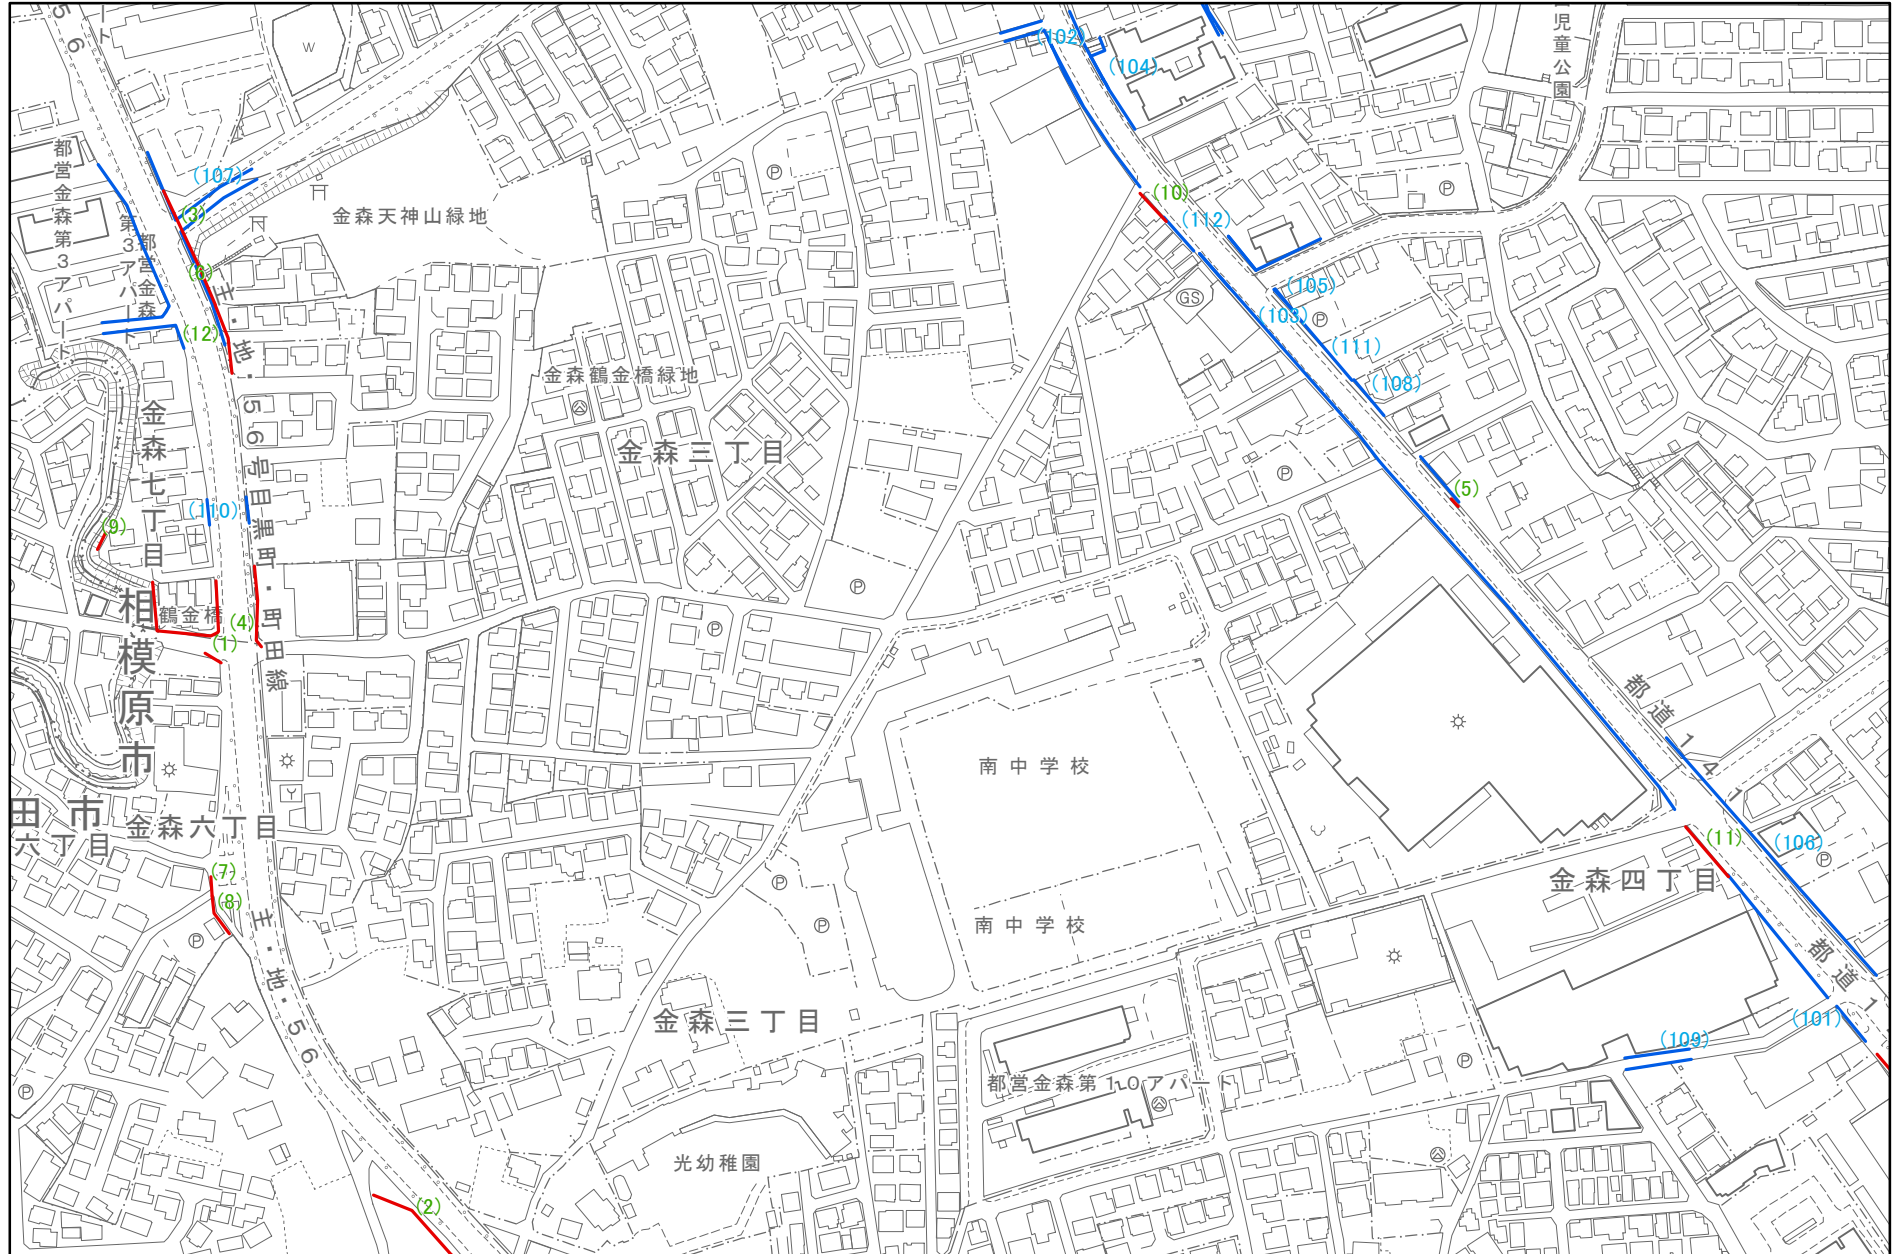 ５６
ート
W
(102)
(104)
児童公園
都営金森第３アパート
(107)
(3)
第３アパート
都営金森
金森天神山緑地
P
P
(10)
(112)
(6)
主・地・５６号目黒町・町田線
(12)
GS
(105)
(103)
P
(111)
(108)
金森鶴金橋緑地
金森七丁目
金森三丁目
P
(5)
(110)
(9)
P
相模原市
鶴金橋
(4)
(1)
P
都道１４１
南中学校
田市
六丁目
金森六丁目
(11)
(106)
P
(7)
(8)
P
P
P
南中学校
金森四丁目
主・地・５６
都道１
金森三丁目
(101)
(109)
P
P
都営金森第１０アパート
光幼稚園
(2)